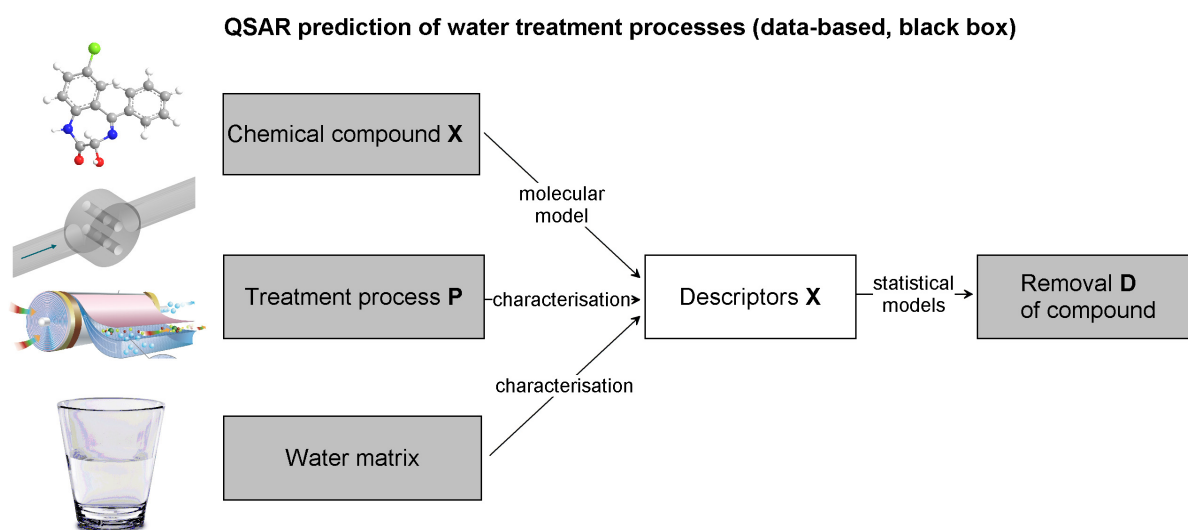 QSAR prediction of water treatment processes (data-based, black box)
Chemical compound X
molecular
model
Treatment process P
characterisation
Descriptors X
statistical
models
Removal D
of compound
characterisation
Water matrix